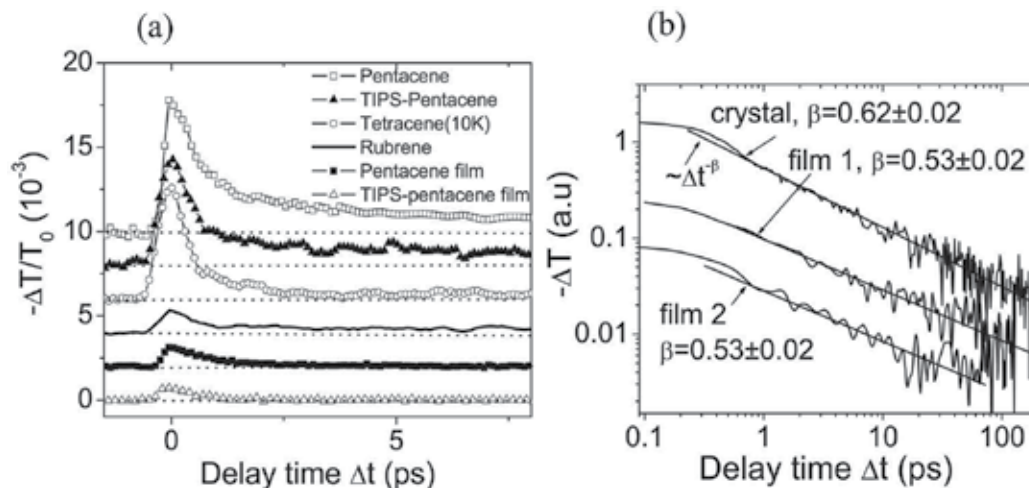 (a)
20
15
10
5
0
-ΔT/T0 (10-3)
Pentacene
TIPS-Pentacene
Tetracene(10K)
Rubrene
Pentacene film
TIPS-pentacene film
0 5
Delay time Δt (ps)
(b)
1
0.1
0.01
-ΔT (a.u)
crystal, β=0.62±0.02
film 1, β=0.53±0.02
~Δt-β
film 2
β=0.53±0.02
0.1 1 10 100
Delay time Δt (ps)